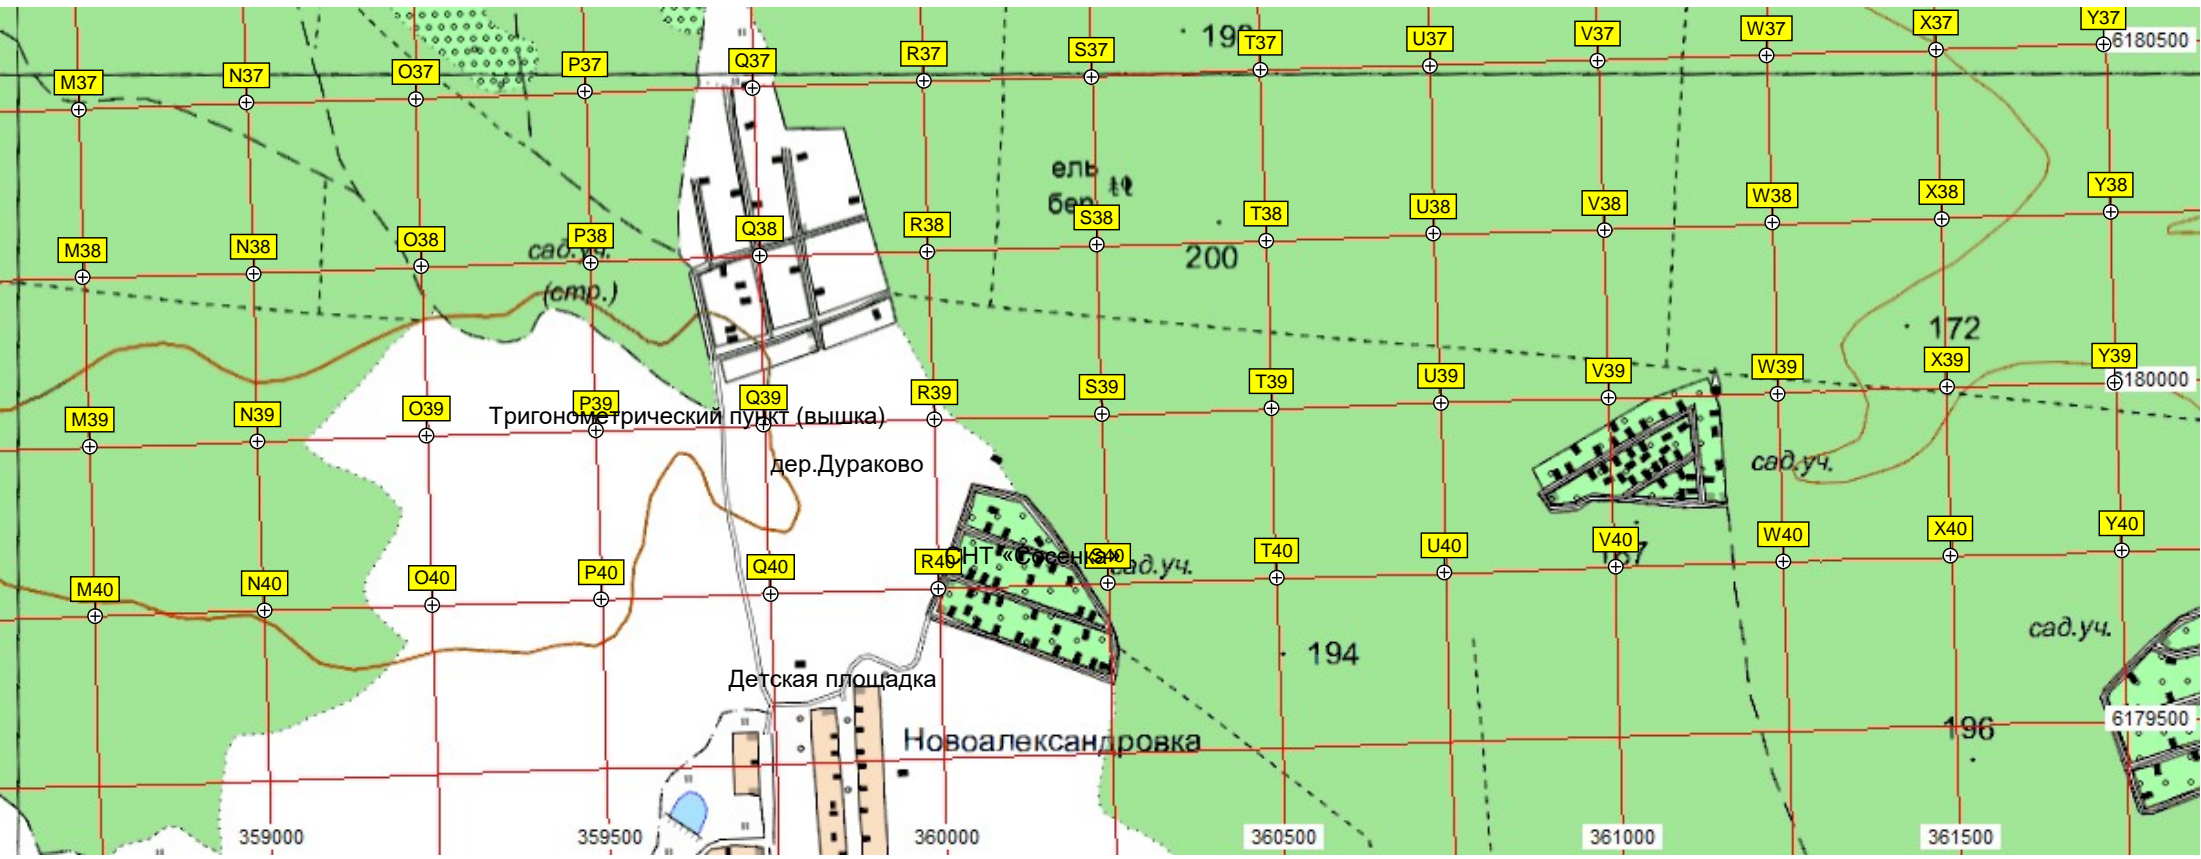 M37 N37 O37 P37 Q37 R37 S37 T37 U37 V37 W37 X37 Y37
6180500
ель
бер
M38 N38 O38 P38 Q38 R38 S38 T38 U38 V38 W38 X38 Y38
сад.уч.
(стр.)
200
172
M39 N39 O39 P39 Q39 R39 S39 T39 U39 V39 W39 X39 Y39
6180000
Тригонометрический пункт (вышка)
дер.Дураково
сад.уч.
M40 N40 O40 P40 Q40 R40 S40 T40 U40 V40 W40 X40 Y40
СНТ «Сосенка»
сад.уч.
сад.уч.
194
Детская площадка
6179500
196
Новоалександровка
359000 359500 360000 360500 361000 361500